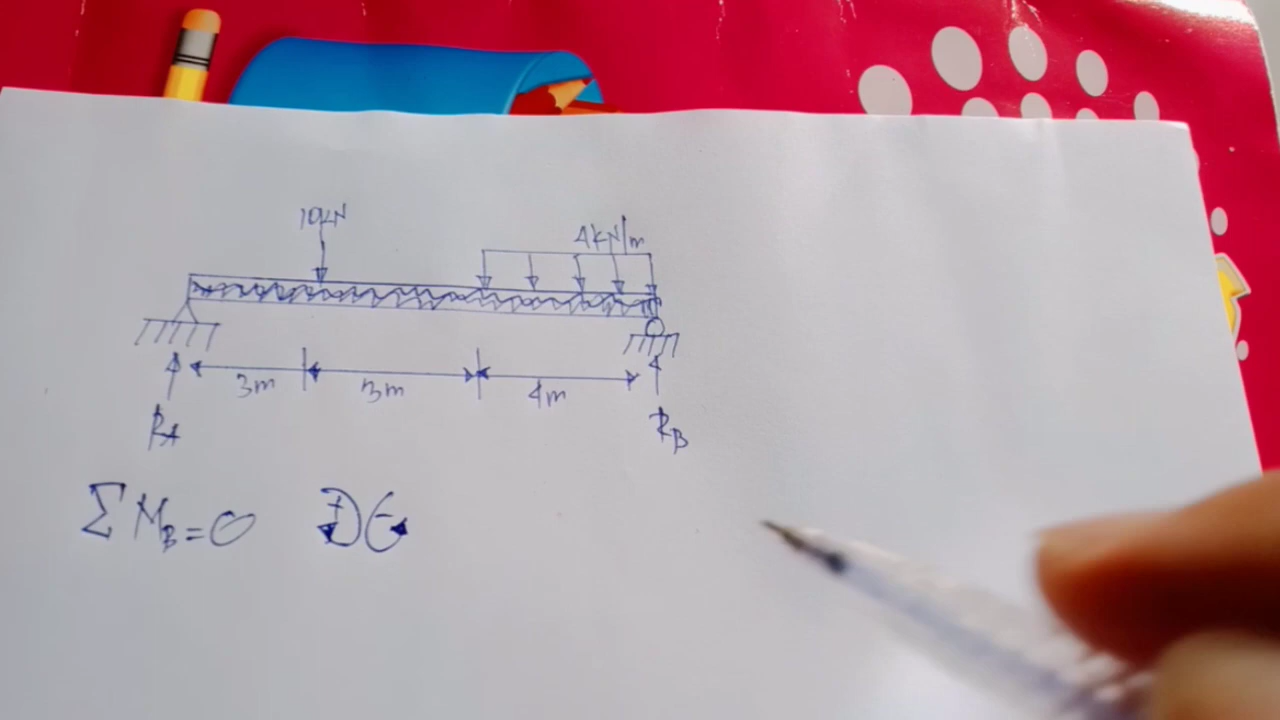 10kN
4kN/m
3m 3m 4m
RA RB
ΣMB=0 + -